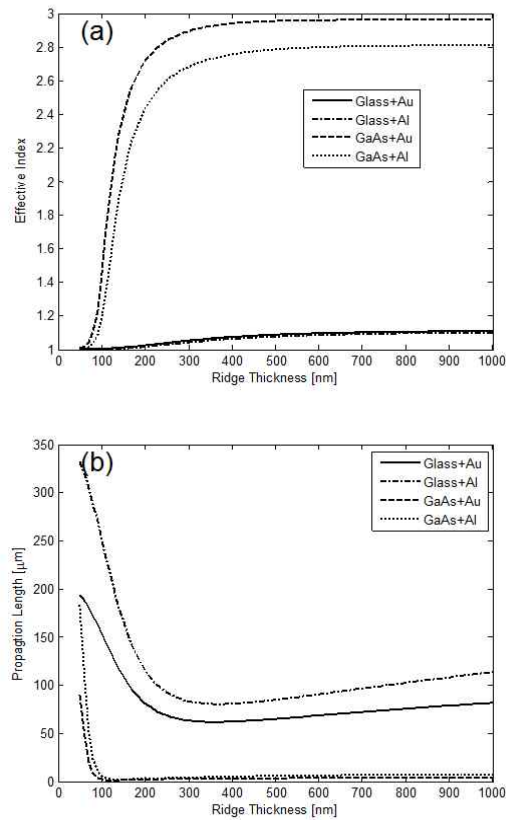 (a)
3
2.8
2.6
2.4
2.2
2
1.8
1.6
1.4
1.2
1
Effective Index
Glass+Au
Glass+Al
GaAs+Au
GaAs+Al
0 100 200 300 400 500 600 700 800 900 1000
Ridge Thickness [nm]
(b)
350
300
250
200
150
100
50
0
Propagtion Length [μm]
Glass+Au
Glass+Al
GaAs+Au
GaAs+Al
0 100 200 300 400 500 600 700 800 900 1000
Ridge Thickness [nm]